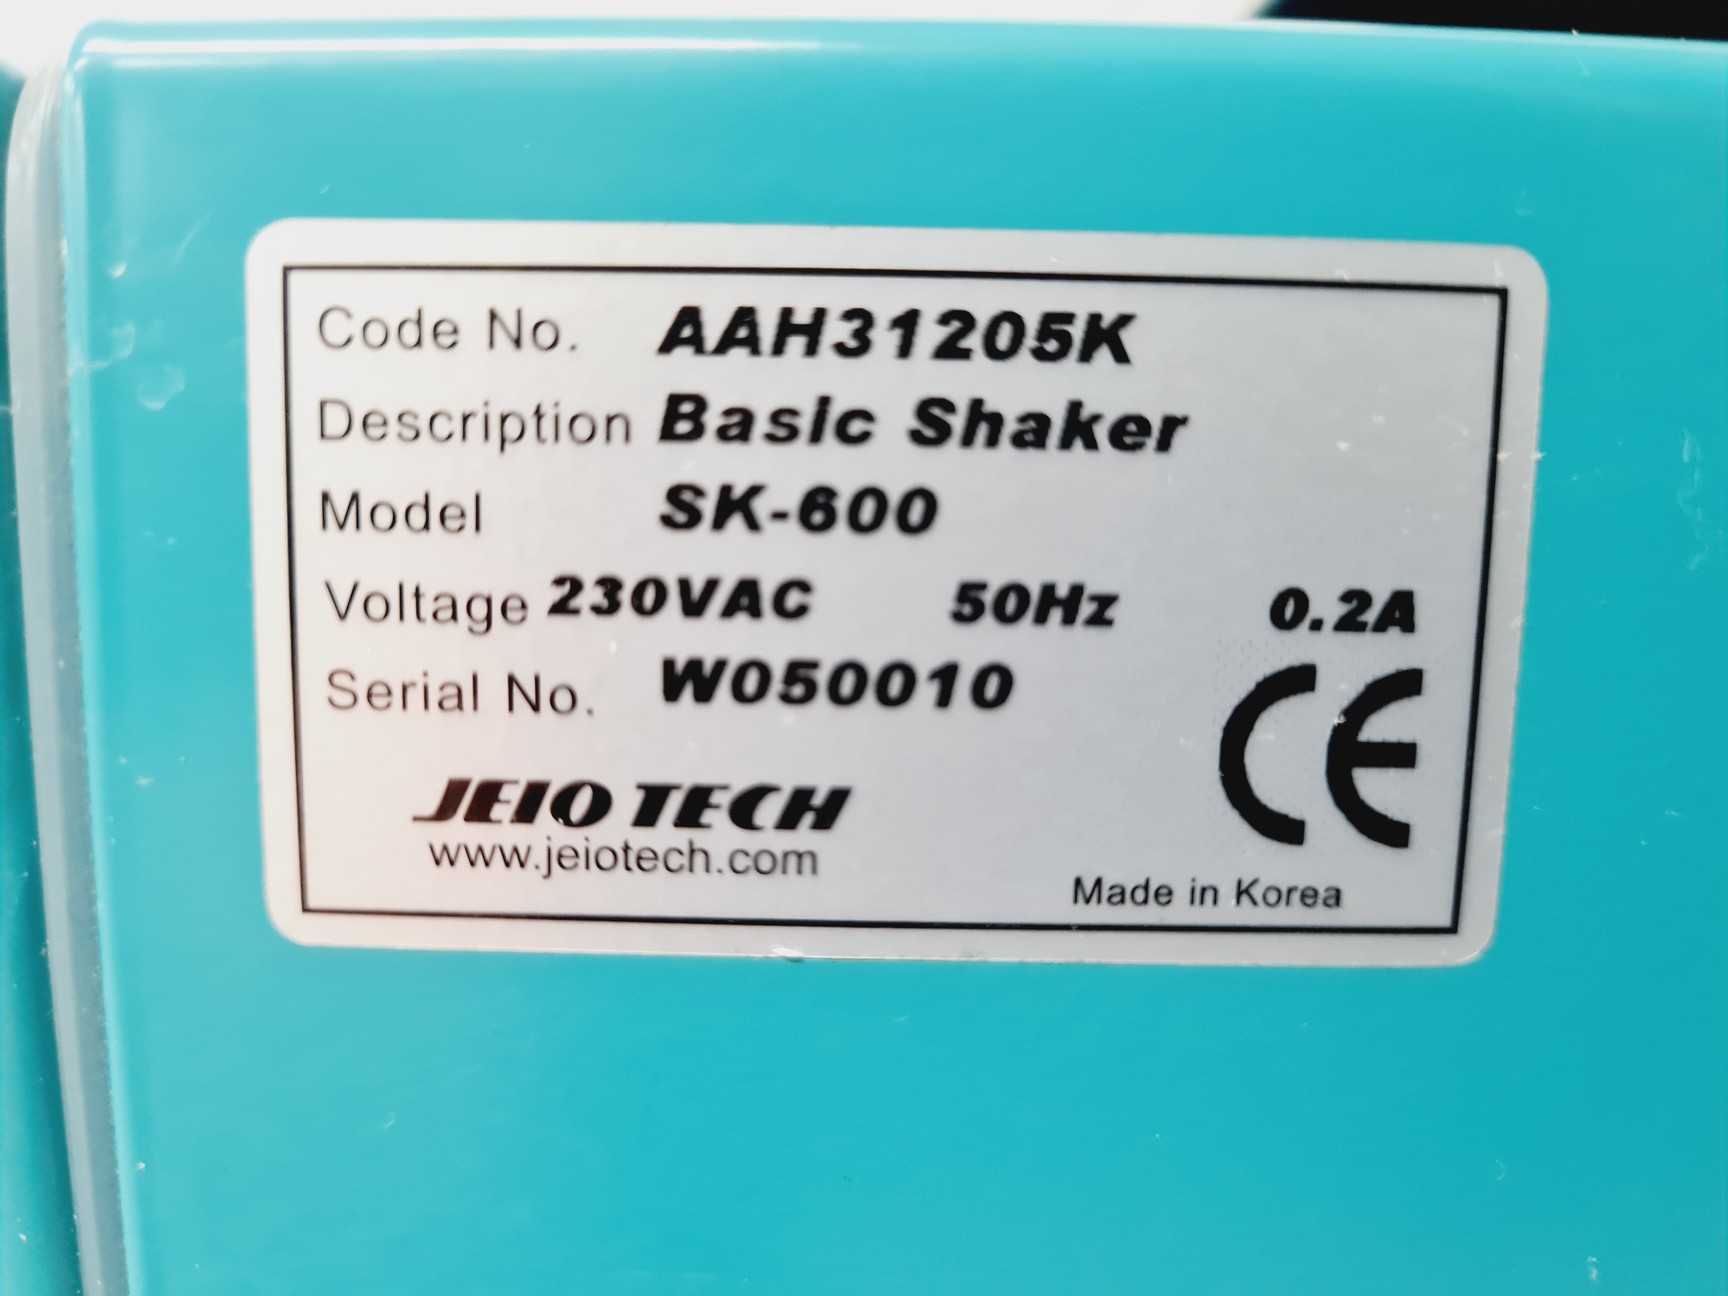 Code No. AAH31205K
Description Basic Shaker
Model SK-600
Voltage 230VAC 50Hz 0.2A
Serial No. W050010
CE
JEIO TECH
www.jeiotech.com
Made in Korea